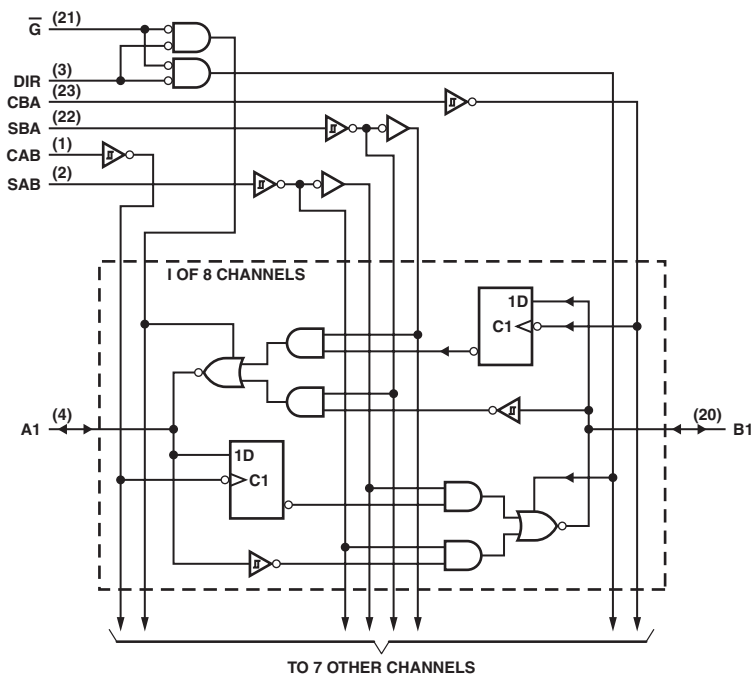 G (21)
DIR (3)
CBA (23)
SBA (22)
CAB (1)
SAB (2)
I OF 8 CHANNELS
1D
C1
A1 (4)
(20) B1
1D
C1
TO 7 OTHER CHANNELS